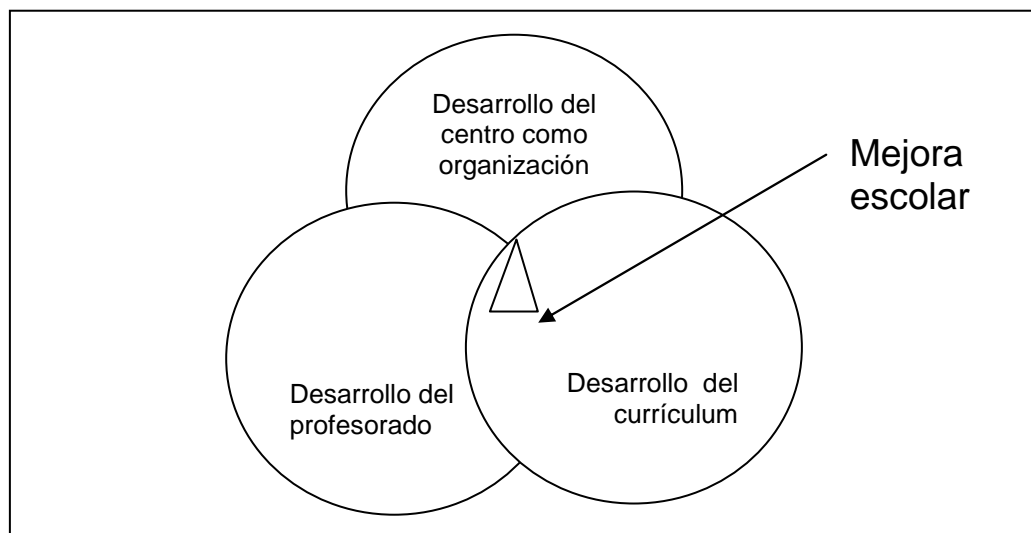 Desarrollo del
centro como
organización
Mejora
escolar
Desarrollo del
profesorado
Desarrollo del
currículum